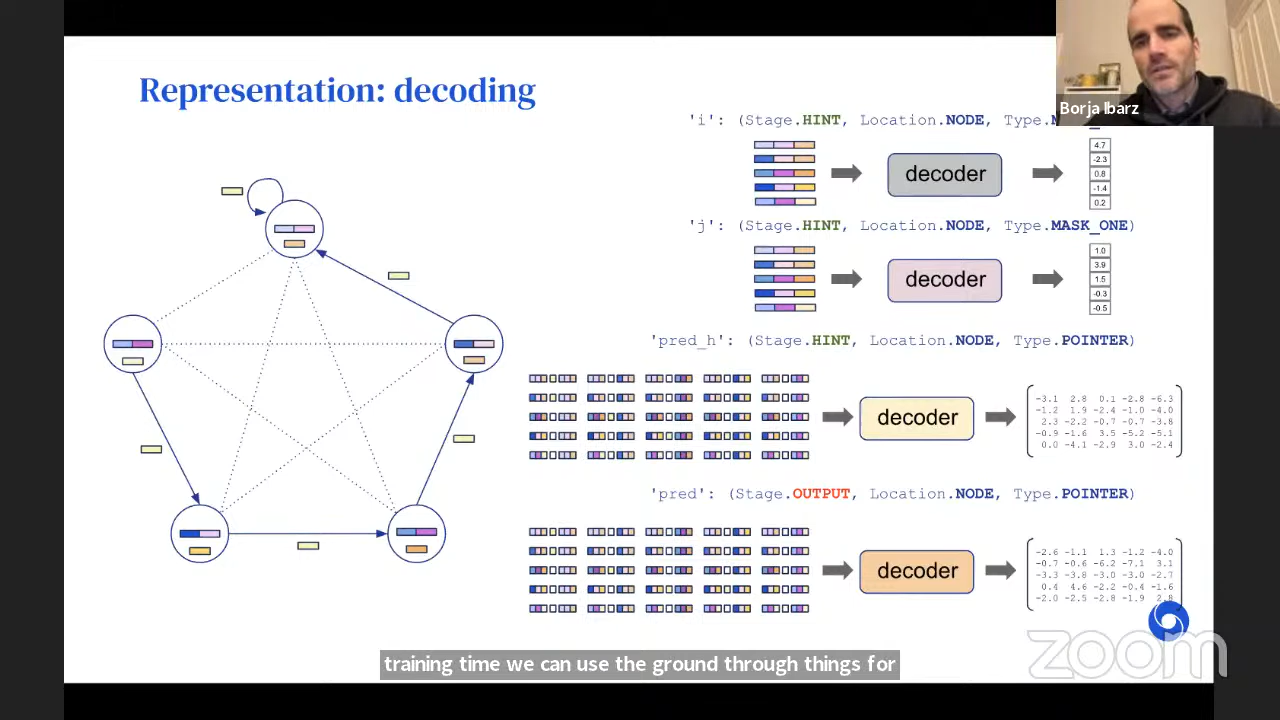 Representation: decoding
Borja Ibarz
'i': (Stage.HINT, Location.NODE, Type.
decoder
4.7
-2.3
0.8
-1.4
0.2
'j': (Stage.HINT, Location.NODE, Type.MASK_ONE)
decoder
1.0
3.9
1.5
-0.3
-0.5
'pred_h': (Stage.HINT, Location.NODE, Type.POINTER)
decoder
-3.1 2.8 0.1 -2.8 -6.3
-1.2 1.9 -2.4 -1.0 -4.0
2.3 -2.2 -0.7 -0.7 -3.8
-0.9 -1.6 3.5 -5.2 -5.1
0.0 -4.1 -2.9 3.0 -2.4
'pred': (Stage.OUTPUT, Location.NODE, Type.POINTER)
decoder
-2.6 -1.1 1.3 -1.2 -4.0
-0.7 -0.6 -6.2 -7.1 3.1
-3.3 -3.8 -3.0 -3.0 -2.7
0.4 4.6 -2.2 -0.4 -1.6
-2.0 -2.5 -2.8 -1.9 2.8
zoom
training time we can use the ground through things for